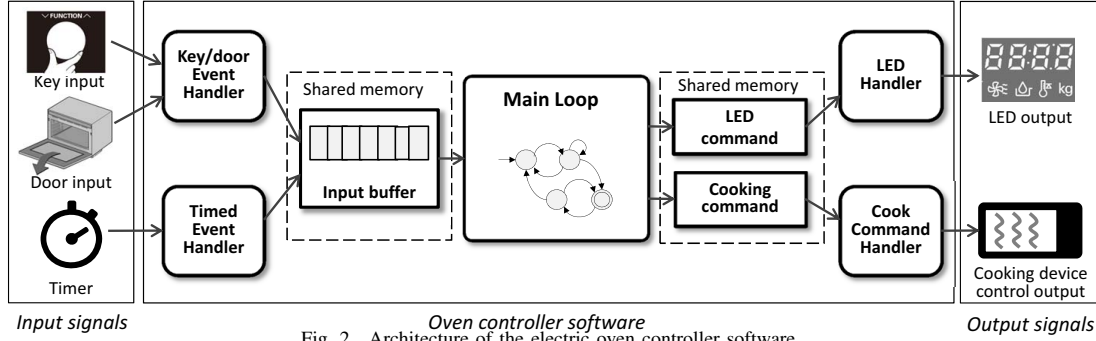 FUNCTION
Key input
Door input
Timer
Input signals
Key/door
Event
Handler
Timed
Event
Handler
Shared memory
Input buffer
Main Loop
Shared memory
LED
command
Cooking
command
LED
Handler
Cook
Command
Handler
88:88
kg
LED output
Cooking device
control output
Oven controller software
Output signals
Fig. 2. Architecture of the electric oven controller software